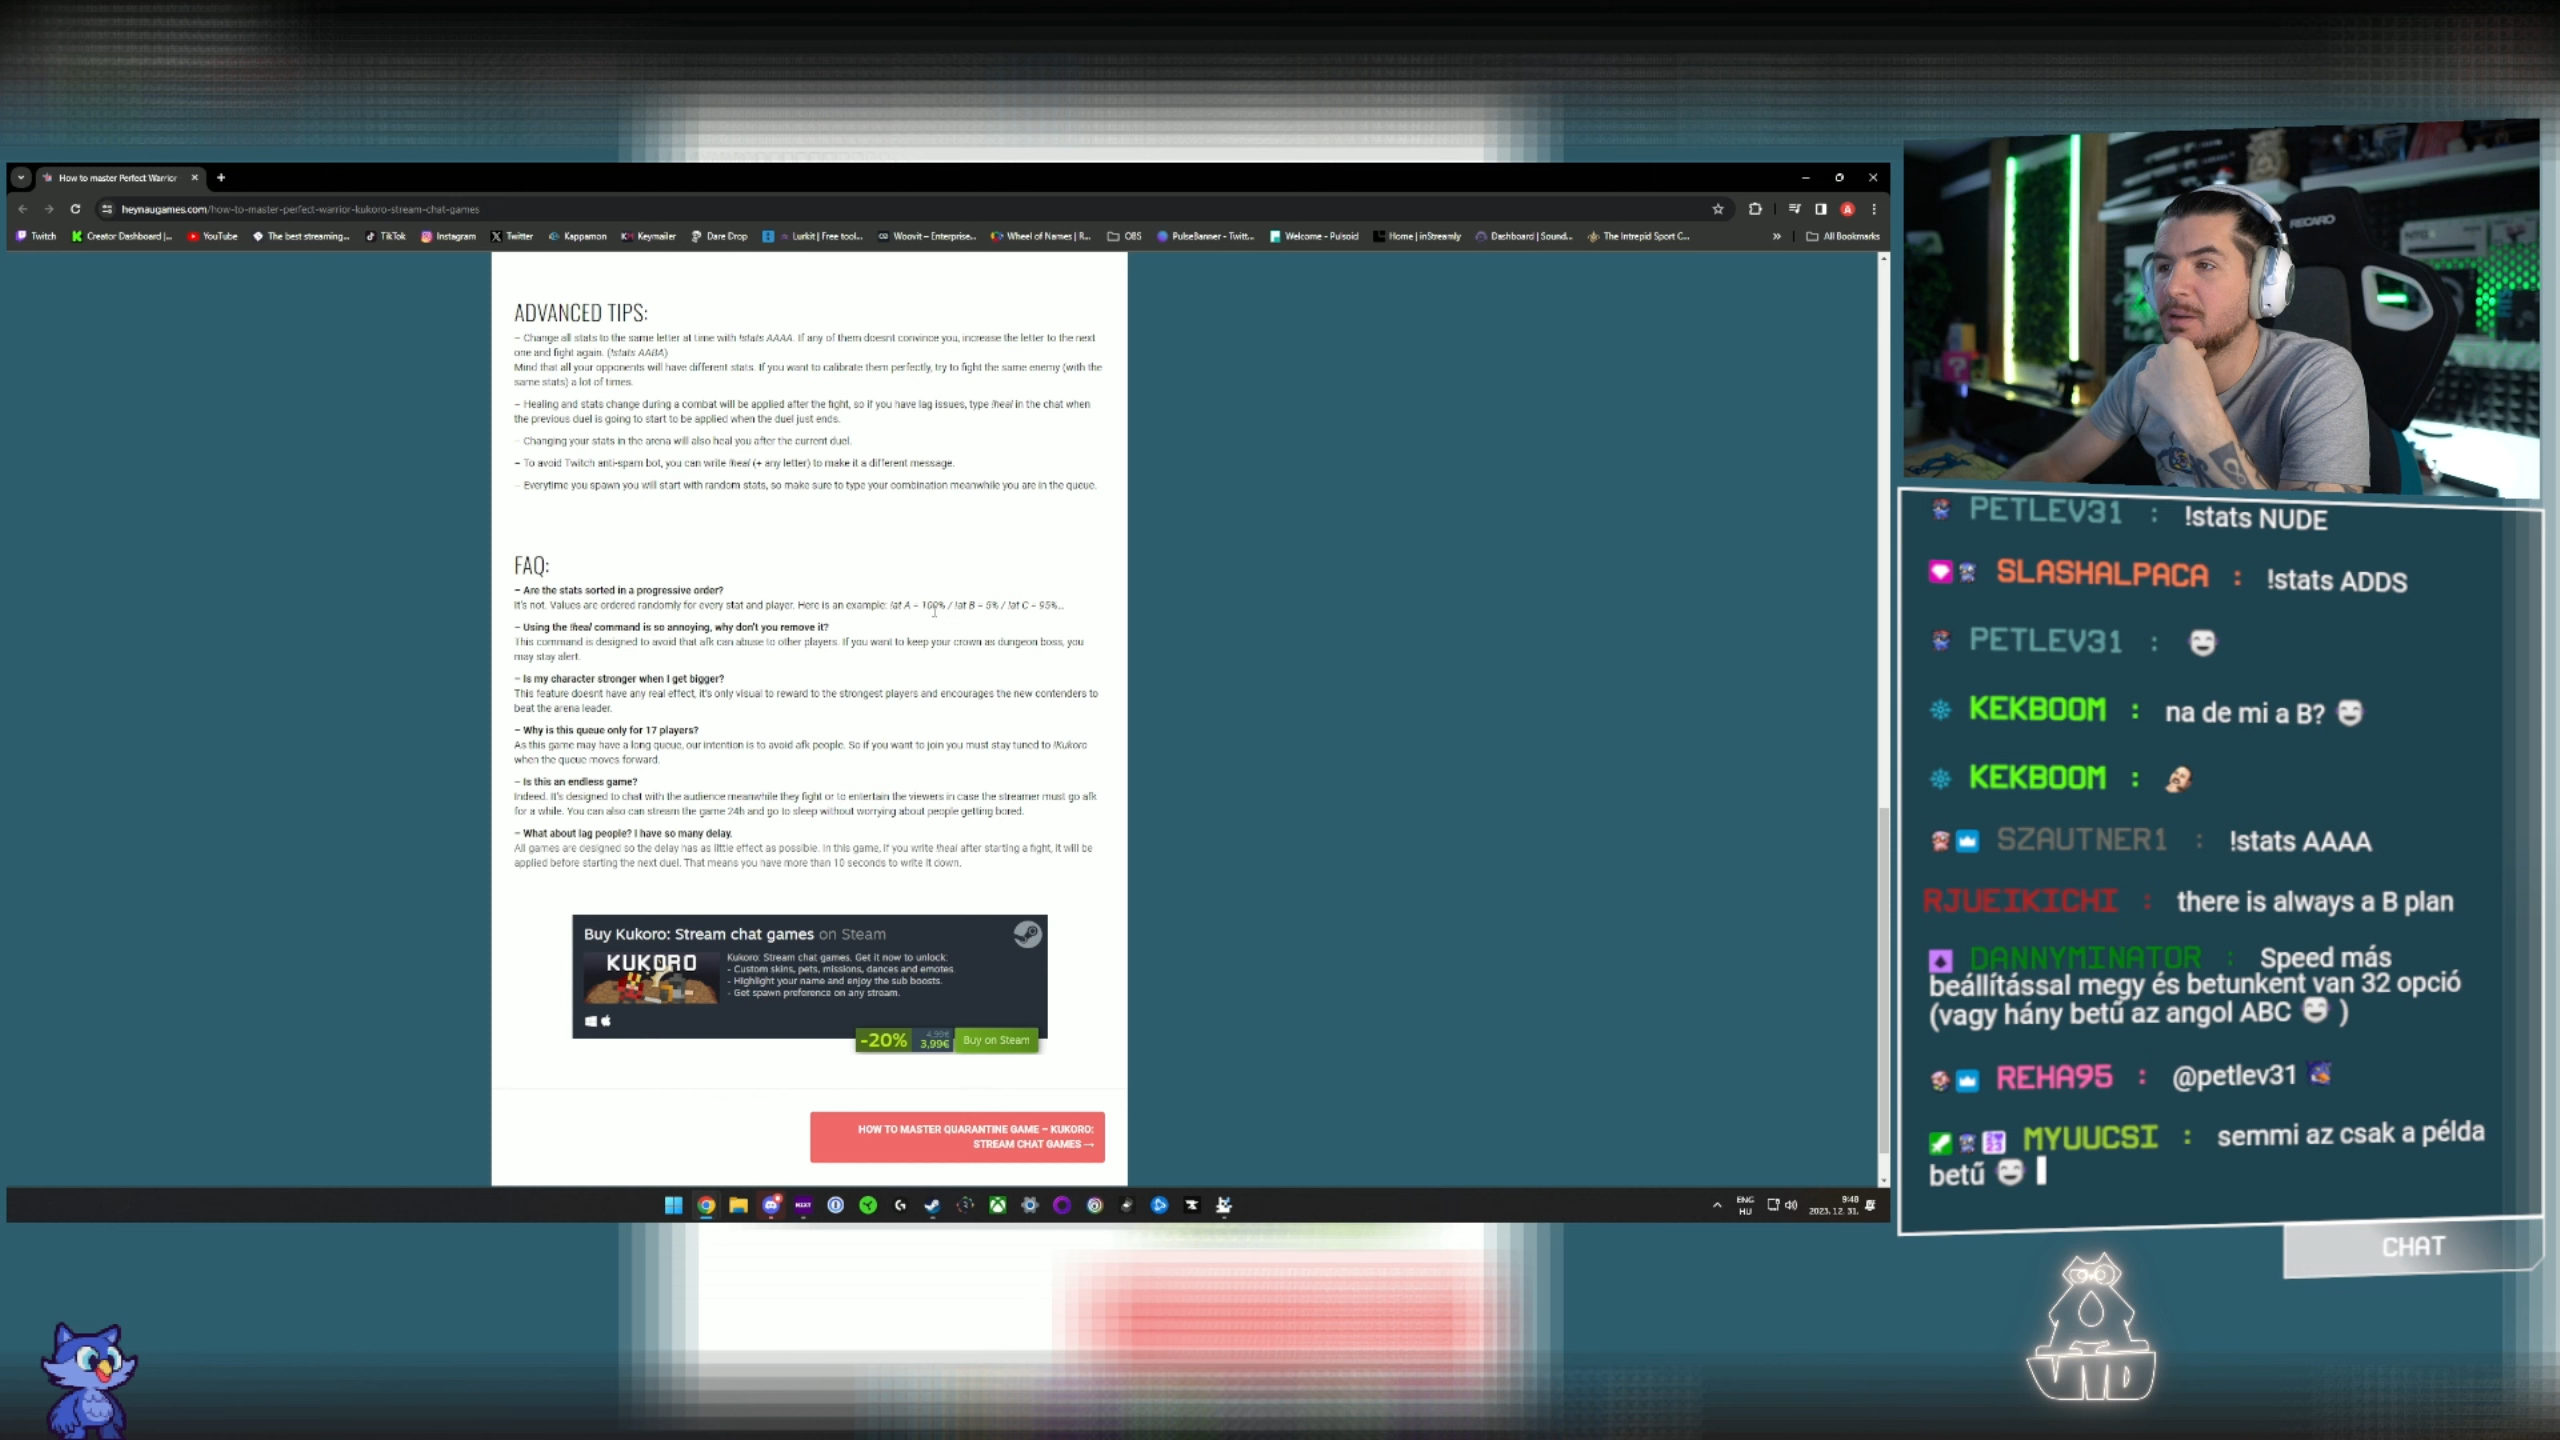 How to master Perfect Warrior
heynaugames.com/how-to-master-perfect-warrior-kukoro-stream-chat-games
Twitch
Creator Dashboard |...
YouTube
The best streaming...
TikTok
Instagram
Twitter
Kappamon
Keymailer
Dare Drop
Lurkit | Free tool...
Woovit – Enterprise...
Wheel of Names | R...
OBS
PulseBanner - Twitt...
Welcome - Pulsoid
Home | inStreamly
Dashboard | Sound...
The Intrepid Sport C...
All Bookmarks
ADVANCED TIPS:
– Change all stats to the same letter at time with !stats AAAA. If any of them doesnt convince you, increase the letter to the next
one and fight again. (!stats AABA)
Mind that all your opponents will have different stats. If you want to calibrate them perfectly, try to fight the same enemy (with the
same stats) a lot of times.
– Healing and stats change during a combat will be applied after the fight, so if you have lag issues, type !heal in the chat when
the previous duel is going to start to be applied when the duel just ends.
– Changing your stats in the arena will also heal you after the current duel.
– To avoid Twitch anti-spam bot, you can write !heal (+ any letter) to make it a different message.
– Everytime you spawn you will start with random stats, so make sure to type your combination meanwhile you are in the queue.
FAQ:
– Are the stats sorted in a progressive order?
It's not. Values are ordered randomly for every stat and player. Here is an example: !at A – 100% / !at B – 5% / !at C – 95%...
– Using the !heal command is so annoying, why don't you remove it?
This command is designed to avoid that afk can abuse to other players. If you want to keep your crown as dungeon boss, you
may stay alert.
– Is my character stronger when I get bigger?
This feature doesnt have any real effect, it's only visual to reward to the strongest players and encourages the new contenders to
beat the arena leader.
– Why is this queue only for 17 players?
As this game may have a long queue, our intention is to avoid afk people. So if you want to join you must stay tuned to !Kukoro
when the queue moves forward.
– Is this an endless game?
Indeed. It's designed to chat with the audience meanwhile they fight or to entertain the viewers in case the streamer must go afk
for a while. You can also can stream the game 24h and go to sleep without worrying about people getting bored.
– What about lag people? I have so many delay.
All games are designed so the delay has as little effect as possible. In this game, if you write !heal after starting a fight, it will be
applied before starting the next duel. That means you have more than 10 seconds to write it down.
Buy Kukoro: Stream chat games on Steam
KUKORO
Kukoro: Stream chat games. Get it now to unlock:
- Custom skins, pets, missions, dances and emotes.
- Highlight your name and enjoy the sub boosts.
- Get spawn preference on any stream.
-20%
4,99€
3,99€
Buy on Steam
HOW TO MASTER QUARANTINE GAME – KUKORO:
STREAM CHAT GAMES →
ENG
HU
9:48
2023. 12. 31.
RECARO
PETLEV31 : !stats NUDE
SLASHALPACA : !stats ADDS
PETLEV31 :
KEKBOOM : na de mi a B?
KEKBOOM :
SZAUTNER1 : !stats AAAA
RJUEIKICHI : there is always a B plan
DANNYMINATOR : Speed más
beállítással megy és betunkent van 32 opció
(vagy hány betű az angol ABC )
REHA95 : @petlev31
MYUUCSI : semmi az csak a példa
betű
CHAT